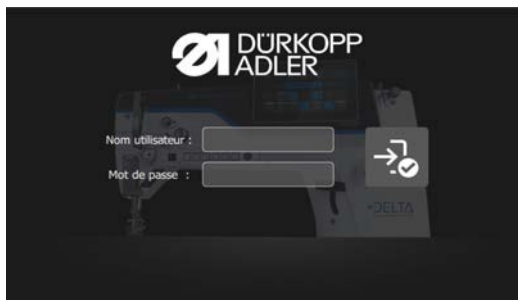 DÜRKOPP
ADLER
Nom utilisateur :
Mot de passe :
DELTA